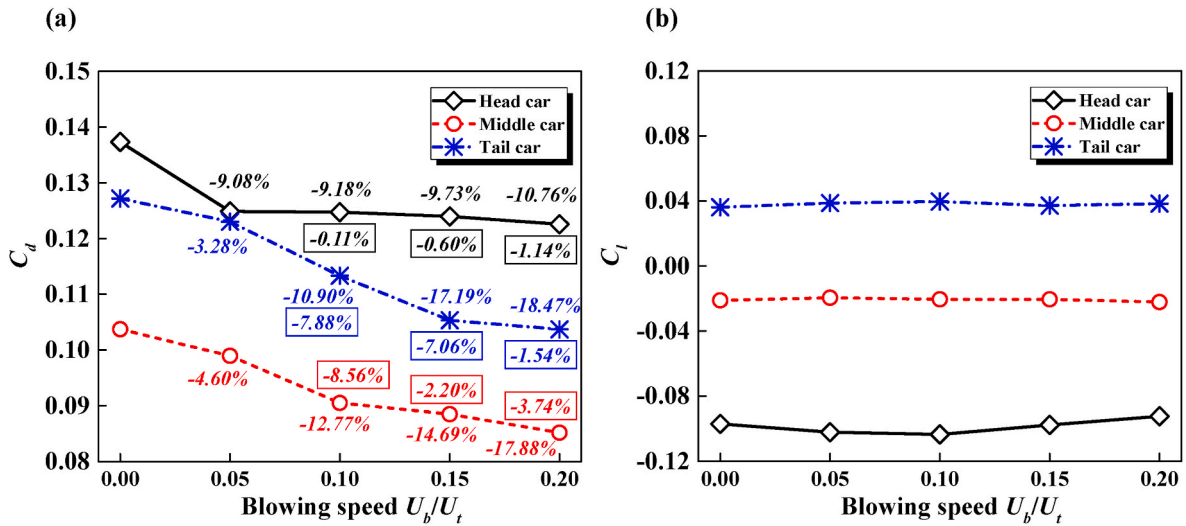 (a)
0.15
0.14
0.13
0.12
0.11
0.10
0.09
0.08
C_d
Head car
Middle car
Tail car
-9.08%
-9.18%
-9.73%
-10.76%
-0.11%
-0.60%
-1.14%
-3.28%
-10.90%
-17.19%
-18.47%
-7.88%
-7.06%
-1.54%
-8.56%
-2.20%
-3.74%
-4.60%
-12.77%
-14.69%
-17.88%
0.00 0.05 0.10 0.15 0.20
Blowing speed U_b/U_t
(b)
0.12
0.08
0.04
0.00
-0.04
-0.08
-0.12
C_l
Head car
Middle car
Tail car
0.00 0.05 0.10 0.15 0.20
Blowing speed U_b/U_t